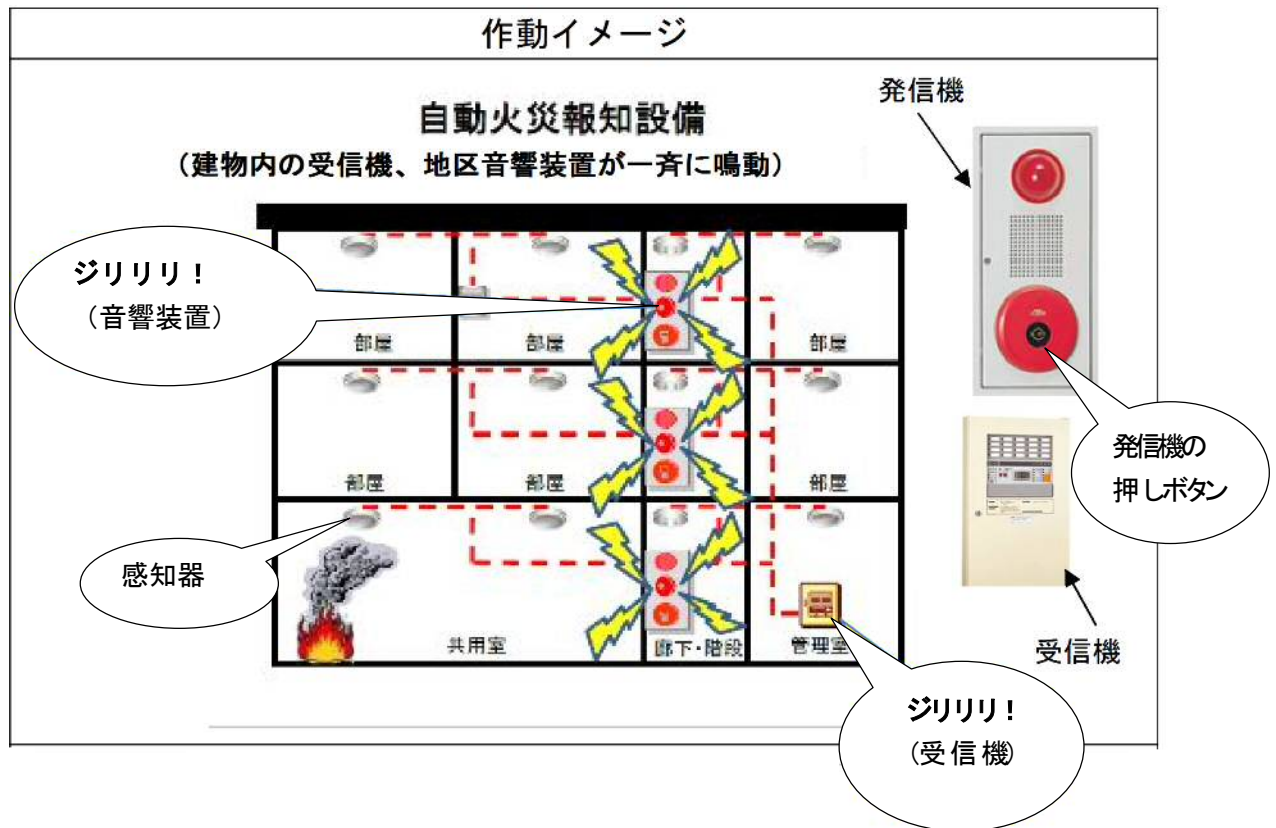 作動イメージ
自動火災報知設備
（建物内の受信機、地区音響装置が一斉に鳴動）
発信機
ジリリリ！
（音響装置）
部屋
部屋
部屋
部屋
部屋
部屋
発信機の
押しボタン
感知器
共用室
廊下・階段
管理室
受信機
ジリリリ！
（受信機）